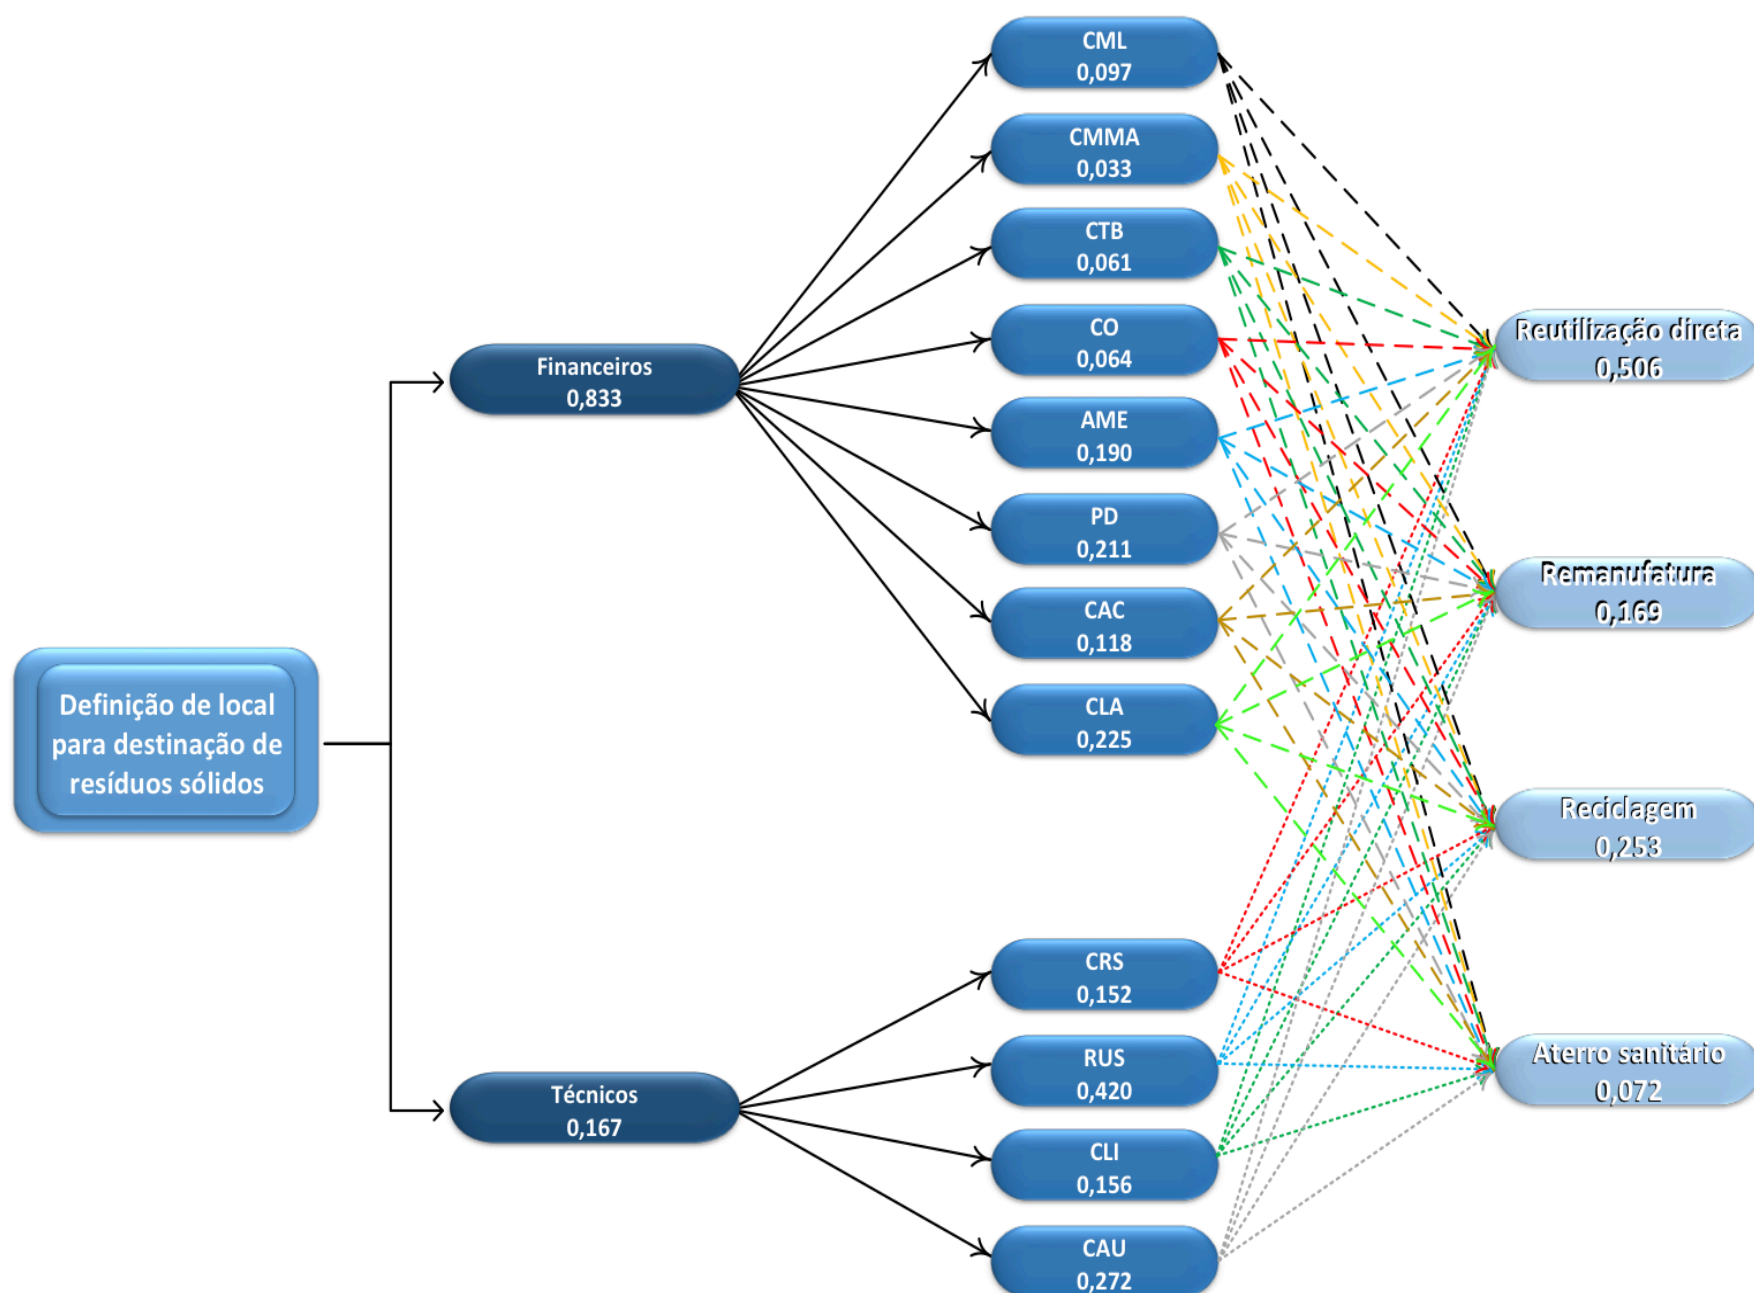 Definição de local
para destinação de
resíduos sólidos
Financeiros
0,833
Técnicos
0,167
CML
0,097
CMMA
0,033
CTB
0,061
CO
0,064
AME
0,190
PD
0,211
CAC
0,118
CLA
0,225
CRS
0,152
RUS
0,420
CLI
0,156
CAU
0,272
Reutilização direta
0,506
Remanufatura
0,169
Reciclagem
0,253
Aterro sanitário
0,072